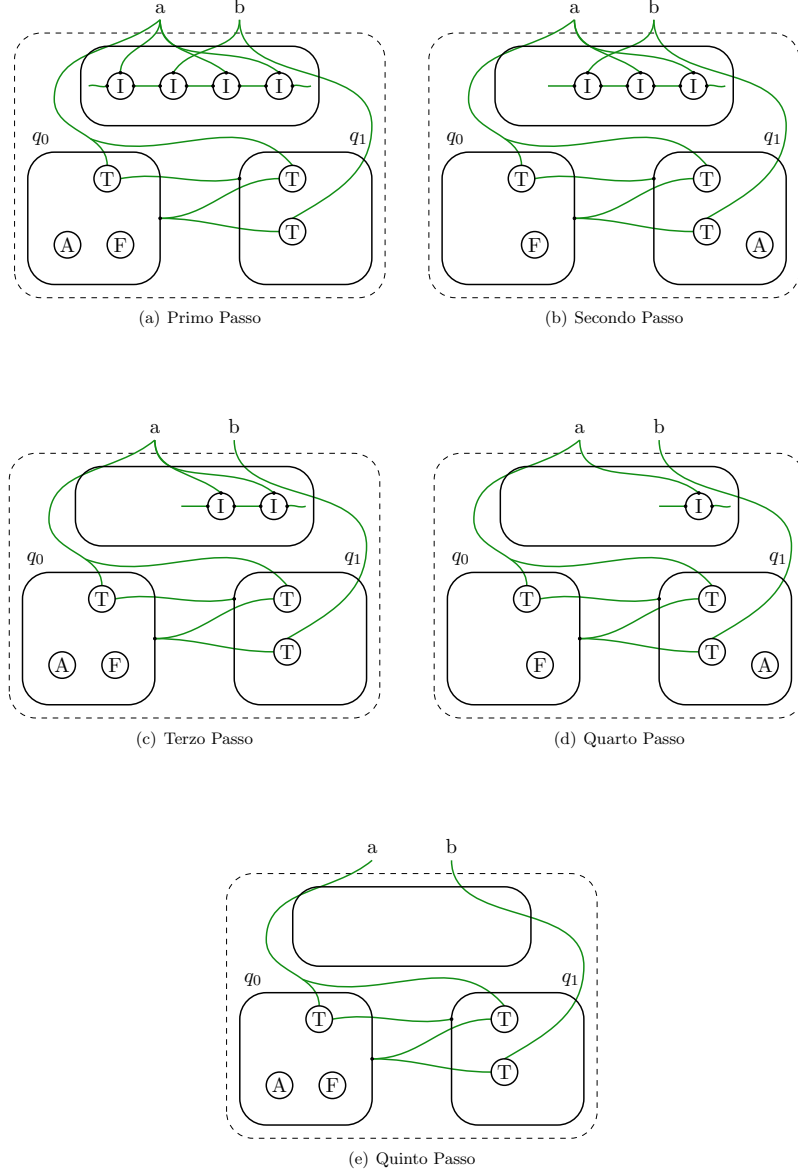 a b
I I I I
q₀ q₁
T T
T
A F
(a) Primo Passo
a b
I I I
q₀ q₁
T T
T
F A
(b) Secondo Passo
a b
I I
q₀ q₁
T T
T
A F
(c) Terzo Passo
a b
I
q₀ q₁
T T
T
F A
(d) Quarto Passo
a b
q₀ q₁
T T
T
A F
(e) Quinto Passo